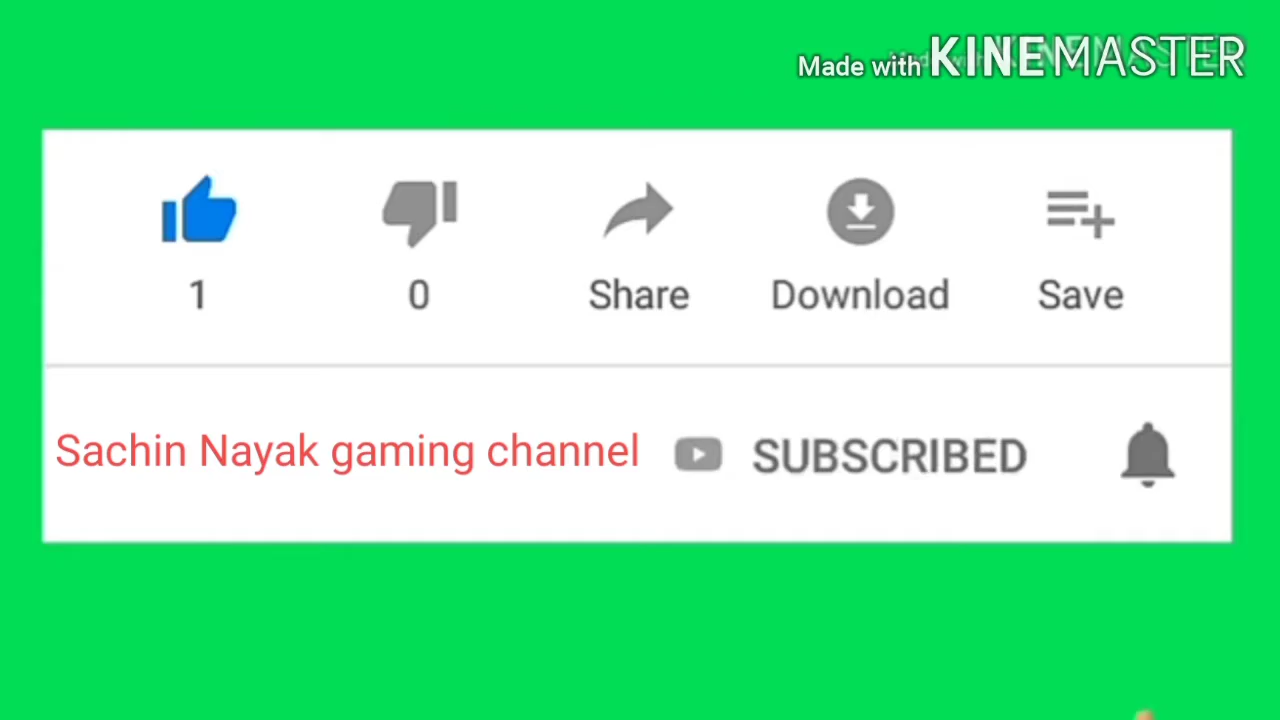 Made with KINEMASTER
1 0 Share Download Save
Sachin Nayak gaming channel SUBSCRIBED